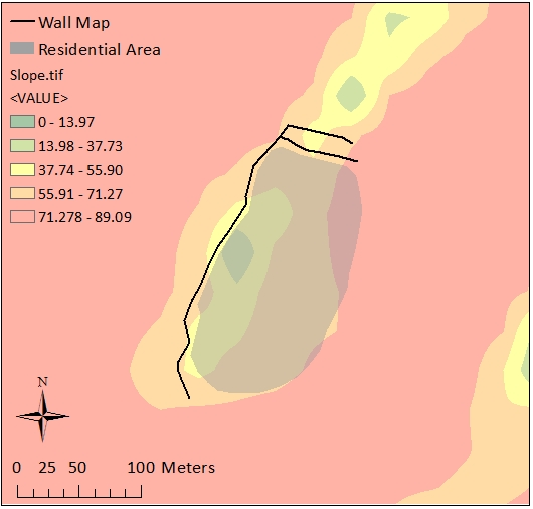 Wall Map
Residential Area
Slope.tif
<VALUE>
0 - 13.97
13.98 - 37.73
37.74 - 55.90
55.91 - 71.27
71.278 - 89.09
N
0 25 50 100 Meters